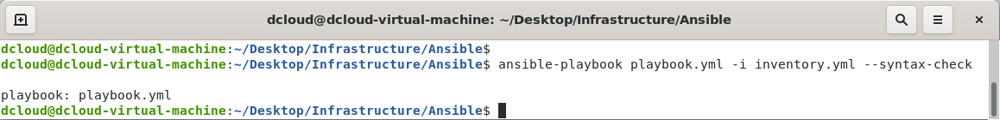 dcloud@dcloud-virtual-machine: ~/Desktop/Infrastructure/Ansible
dcloud@dcloud-virtual-machine:~/Desktop/Infrastructure/Ansible$
dcloud@dcloud-virtual-machine:~/Desktop/Infrastructure/Ansible$ ansible-playbook playbook.yml -i inventory.yml --syntax-check
playbook: playbook.yml
dcloud@dcloud-virtual-machine:~/Desktop/Infrastructure/Ansible$